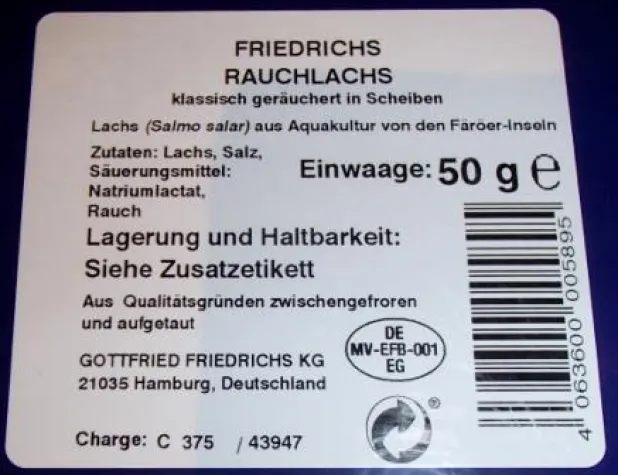 FRIEDRICHS
RAUCHLACHS
klassisch geräuchert in Scheiben
Lachs (Salmo salar) aus Aquakultur von den Färöer-Inseln
Zutaten: Lachs, Salz,
Säuerungsmittel:
Natriumlactat,
Rauch
Einwaage: 50 g ℮
Lagerung und Haltbarkeit:
Siehe Zusatzetikett
Aus Qualitätsgründen zwischengefroren
und aufgetaut
DE
MV-EFB-001
EG
GOTTFRIED FRIEDRICHS KG
21035 Hamburg, Deutschland
®
Charge: C 375 / 43947
4 063600 005895